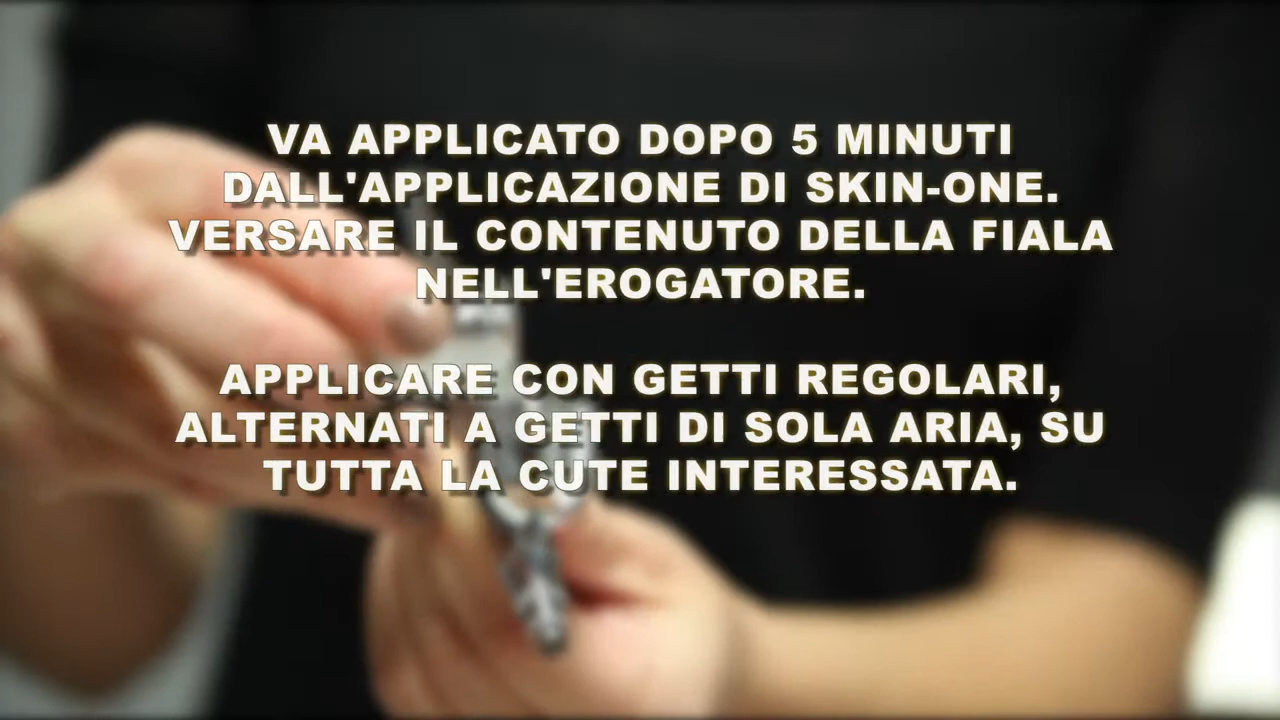 VA APPLICATO DOPO 5 MINUTI
DALL'APPLICAZIONE DI SKIN-ONE.
VERSARE IL CONTENUTO DELLA FIALA
NELL'EROGATORE.
APPLICARE CON GETTI REGOLARI,
ALTERNATI A GETTI DI SOLA ARIA, SU
TUTTA LA CUTE INTERESSATA.